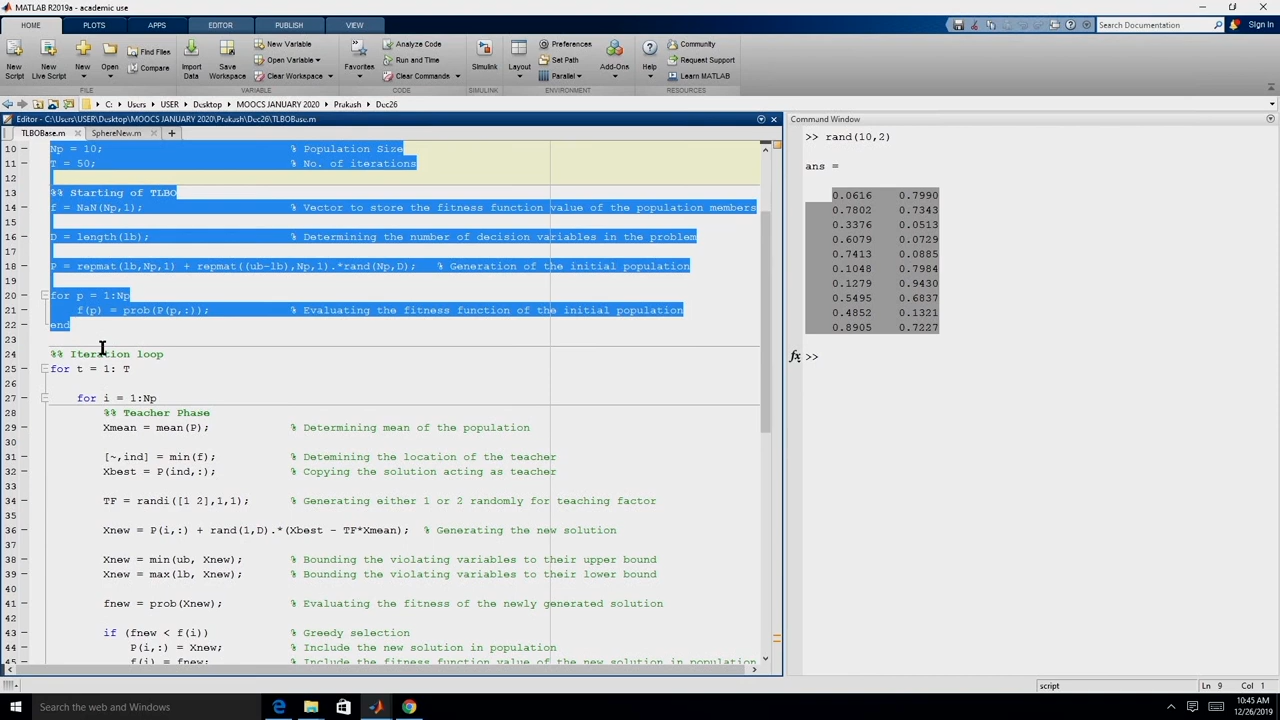 MATLAB R2019a - academic use
HOME PLOTS APPS EDITOR PUBLISH VIEW
Search Documentation
Sign In
New Script
New Live Script
New
Open
Find Files
Compare
Import Data
Save Workspace
New Variable
Open Variable
Clear Workspace
Favorites
Analyze Code
Run and Time
Clear Commands
Simulink
Layout
Preferences
Set Path
Parallel
Add-Ons
Help
Community
Request Support
Learn MATLAB
FILE VARIABLE CODE SIMULINK ENVIRONMENT RESOURCES
C: Users USER Desktop MOOCS JANUARY 2020 Prakash Dec26
Editor - C:\Users\USER\Desktop\MOOCS JANUARY 2020\Prakash\Dec26\TLBOBase.m
TLBOBase.m SphereNew.m
10 Np = 10; % Population Size
11 T = 50; % No. of iterations
12
13 %% Starting of TLBO
14 f = NaN(Np,1); % Vector to store the fitness function value of the population members
15
16 D = length(lb); % Determining the number of decision variables in the problem
17
18 P = repmat(lb,Np,1) + repmat((ub-lb),Np,1).*rand(Np,D); % Generation of the initial population
19
20 for p = 1:Np
21 f(p) = prob(P(p,:)); % Evaluating the fitness function of the initial population
22 end
23
24 %% Iteration loop
25 for t = 1: T
26
27 for i = 1:Np
28 %% Teacher Phase
29 Xmean = mean(P); % Determining mean of the population
30
31 [~,ind] = min(f); % Detemining the location of the teacher
32 Xbest = P(ind,:); % Copying the solution acting as teacher
33
34 TF = randi([1 2],1,1); % Generating either 1 or 2 randomly for teaching factor
35
36 Xnew = P(i,:) + rand(1,D).*(Xbest - TF*Xmean); % Generating the new solution
37
38 Xnew = min(ub, Xnew); % Bounding the violating variables to their upper bound
39 Xnew = max(lb, Xnew); % Bounding the violating variables to their lower bound
40
41 fnew = prob(Xnew); % Evaluating the fitness of the newly generated solution
42
43 if (fnew < f(i)) % Greedy selection
44 P(i,:) = Xnew; % Include the new solution in population
45 f(i) = fnew; % Include the fitness function value of the new solution in population
Command Window
>> rand(10,2)
ans =
0.0616 0.7990
0.7802 0.7343
0.3376 0.0513
0.6079 0.0729
0.7413 0.0885
0.1048 0.7984
0.1279 0.9430
0.5495 0.6837
0.4852 0.1321
0.8905 0.7227
fx >>
script Ln 9 Col 1
Search the web and Windows
10:45 AM
12/26/2019